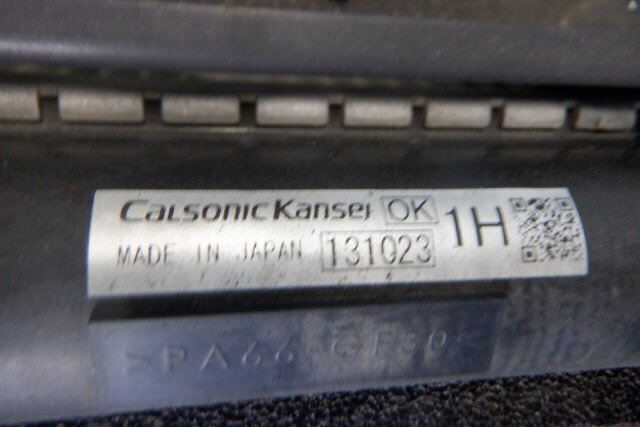 CalsonicKansei OK 1H
MADE IN JAPAN 131023
>PA66-GF30<